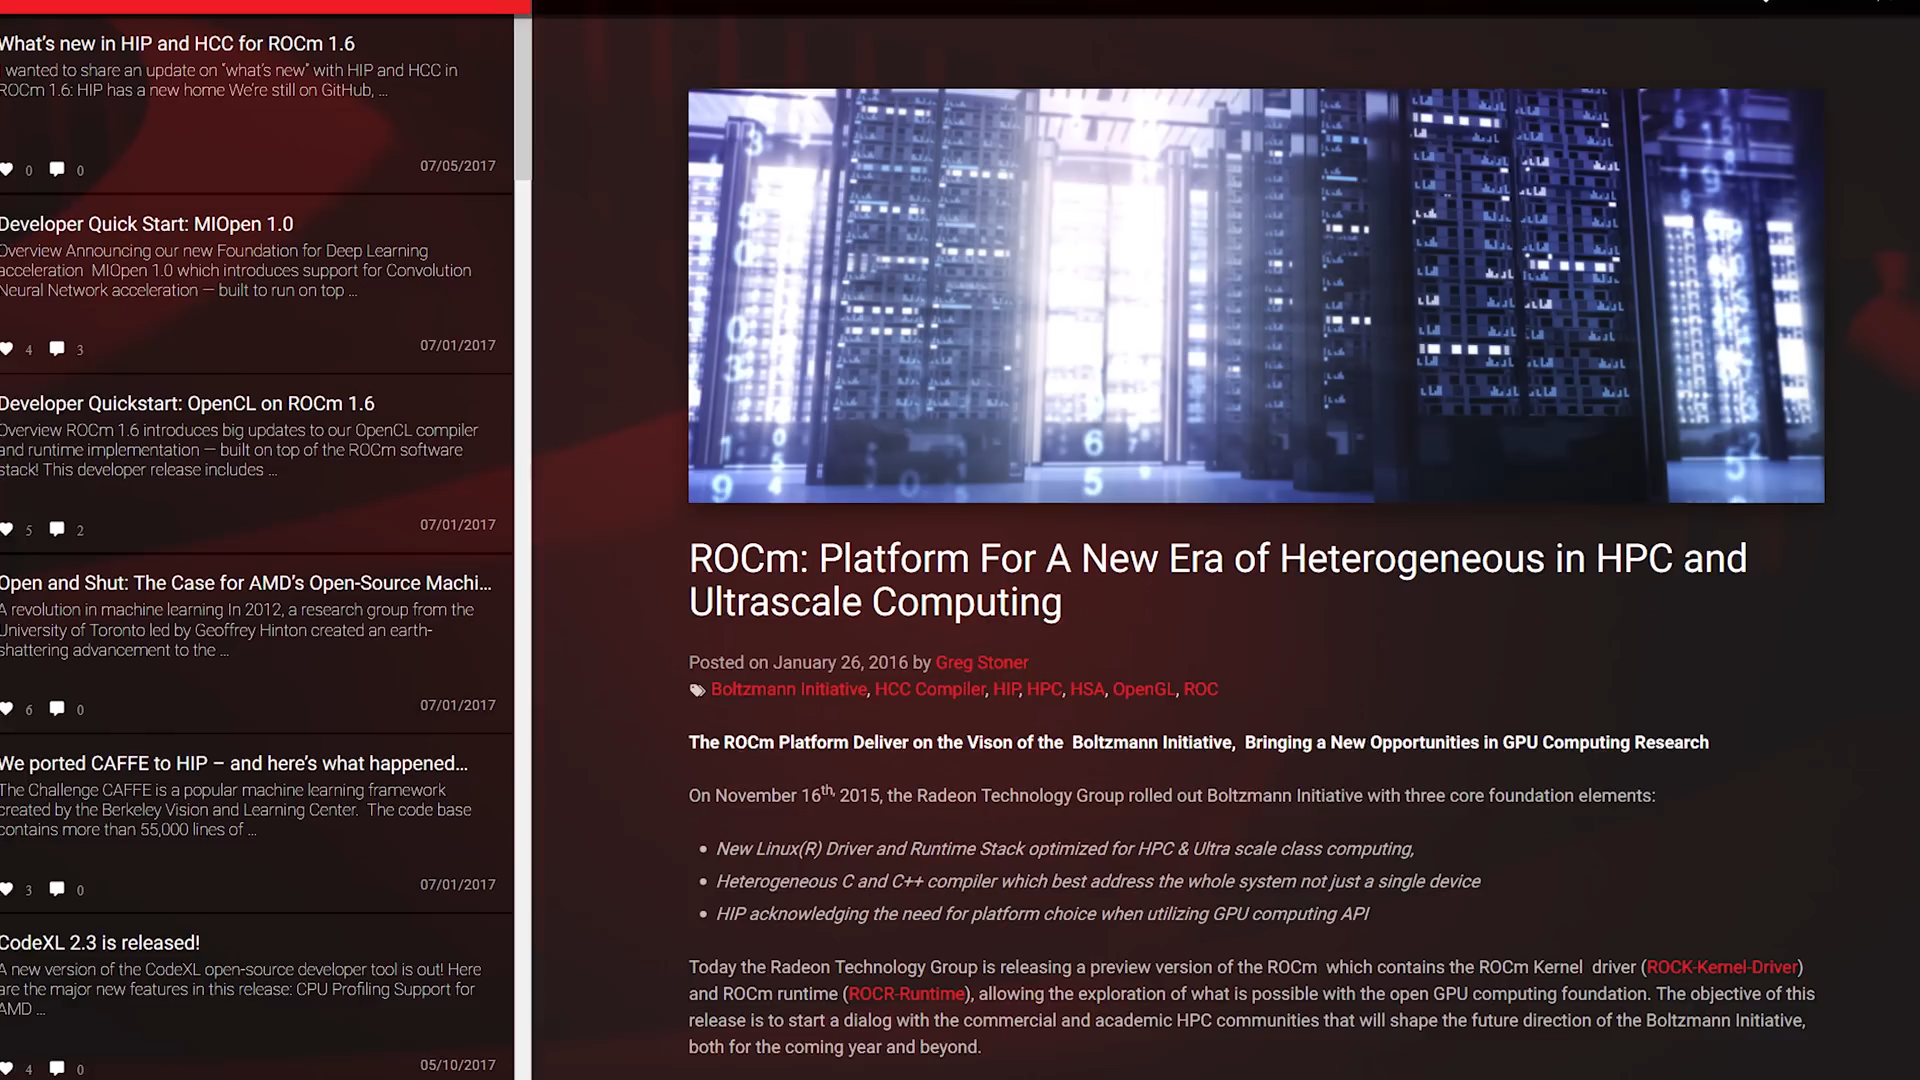 What's new in HIP and HCC for ROCm 1.6
wanted to share an update on "what's new" with HIP and HCC in
ROCm 1.6: HIP has a new home We're still on GitHub, ...
0 0 07/05/2017
Developer Quick Start: MIOpen 1.0
Overview Announcing our new Foundation for Deep Learning
acceleration MIOpen 1.0 which introduces support for Convolution
Neural Network acceleration — built to run on top ...
4 3 07/01/2017
Developer Quickstart: OpenCL on ROCm 1.6
Overview ROCm 1.6 introduces big updates to our OpenCL compiler
and runtime implementation — built on top of the ROCm software
stack! This developer release includes ...
5 2 07/01/2017
Open and Shut: The Case for AMD's Open-Source Machi...
A revolution in machine learning In 2012, a research group from the
University of Toronto led by Geoffrey Hinton created an earth-
shattering advancement to the ...
6 0 07/01/2017
We ported CAFFE to HIP – and here's what happened...
The Challenge CAFFE is a popular machine learning framework
created by the Berkeley Vision and Learning Center. The code base
contains more than 55,000 lines of ...
3 0 07/01/2017
CodeXL 2.3 is released!
A new version of the CodeXL open-source developer tool is out! Here
are the major new features in this release: CPU Profiling Support for
AMD ...
4 0 05/10/2017
ROCm: Platform For A New Era of Heterogeneous in HPC and
Ultrascale Computing
Posted on January 26, 2016 by Greg Stoner
Boltzmann Initiative, HCC Compiler, HIP, HPC, HSA, OpenGL, ROC
The ROCm Platform Deliver on the Vison of the Boltzmann Initiative, Bringing a New Opportunities in GPU Computing Research
On November 16th, 2015, the Radeon Technology Group rolled out Boltzmann Initiative with three core foundation elements:
• New Linux(R) Driver and Runtime Stack optimized for HPC & Ultra scale class computing,
• Heterogeneous C and C++ compiler which best address the whole system not just a single device
• HIP acknowledging the need for platform choice when utilizing GPU computing API
Today the Radeon Technology Group is releasing a preview version of the ROCm which contains the ROCm Kernel driver (ROCK-Kernel-Driver)
and ROCm runtime (ROCR-Runtime), allowing the exploration of what is possible with the open GPU computing foundation. The objective of this
release is to start a dialog with the commercial and academic HPC communities that will shape the future direction of the Boltzmann Initiative,
both for the coming year and beyond.